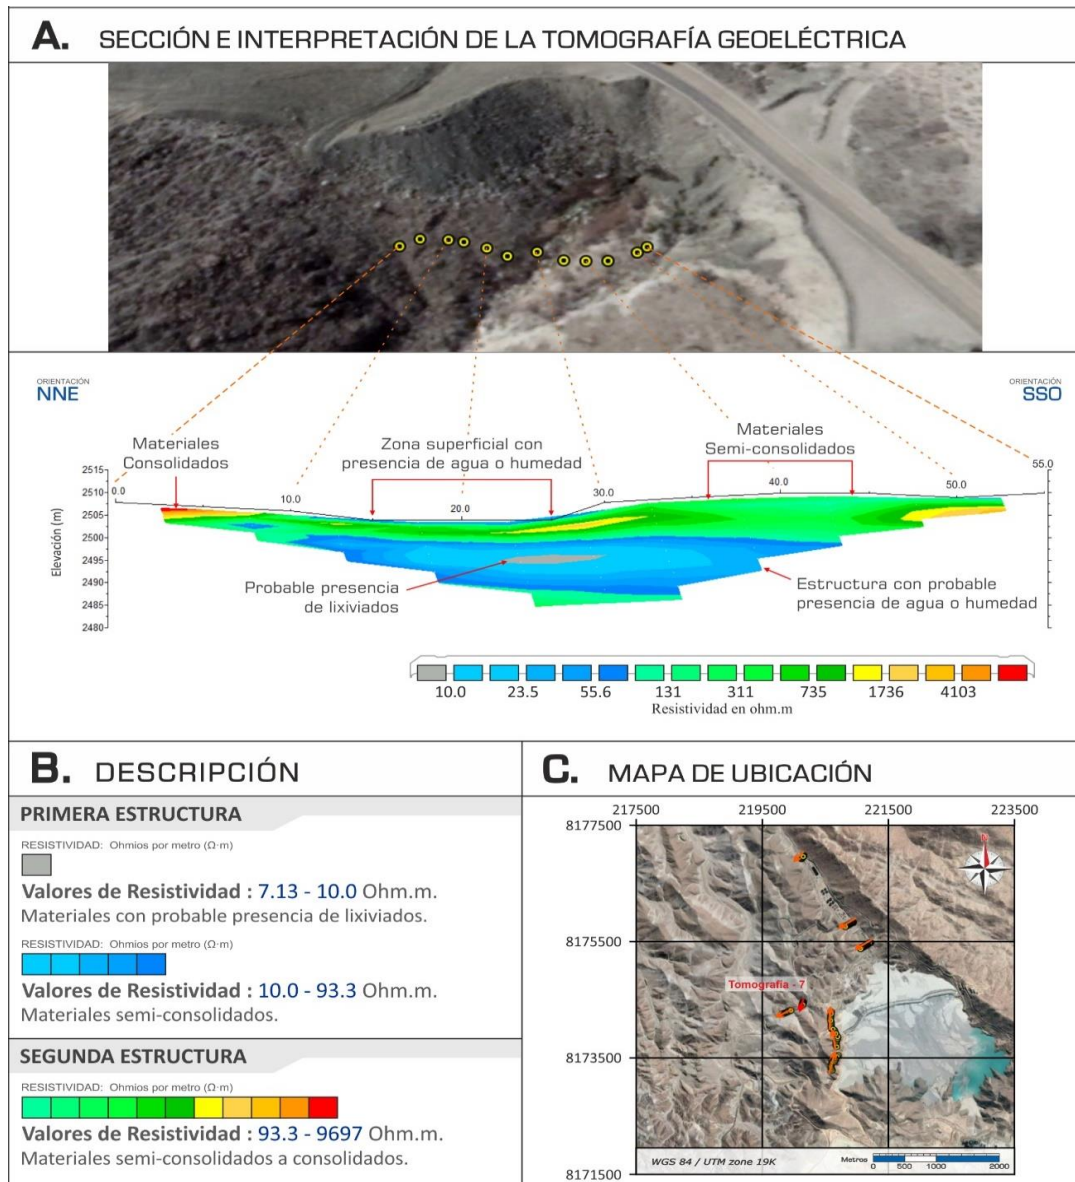 A. SECCIÓN E INTERPRETACIÓN DE LA TOMOGRAFÍA GEOELÉCTRICA
ORIENTACIÓN
NNE
ORIENTACIÓN
SSO
Materiales
Consolidados
Zona superficial con
presencia de agua o humedad
Materiales
Semi-consolidados
Elevación (m)
2515
2510
2505
2500
2495
2490
2485
2480
0.0
10.0
20.0
30.0
40.0
50.0
55.0
Probable presencia
de lixiviados
Estructura con probable
presencia de agua o humedad
10.0 23.5 55.6 131 311 735 1736 4103
Resistividad en ohm.m
B. DESCRIPCIÓN
PRIMERA ESTRUCTURA
RESISTIVIDAD: Ohmios por metro (Ω·m)
Valores de Resistividad : 7.13 - 10.0 Ohm.m.
Materiales con probable presencia de lixiviados.
RESISTIVIDAD: Ohmios por metro (Ω·m)
Valores de Resistividad : 10.0 - 93.3 Ohm.m.
Materiales semi-consolidados.
SEGUNDA ESTRUCTURA
RESISTIVIDAD: Ohmios por metro (Ω·m)
Valores de Resistividad : 93.3 - 9697 Ohm.m.
Materiales semi-consolidados a consolidados.
C. MAPA DE UBICACIÓN
217500 219500 221500 223500
8177500
8175500
8173500
8171500
Tomografía - 7
WGS 84 / UTM zone 19K
Metros 0 500 1000 2000